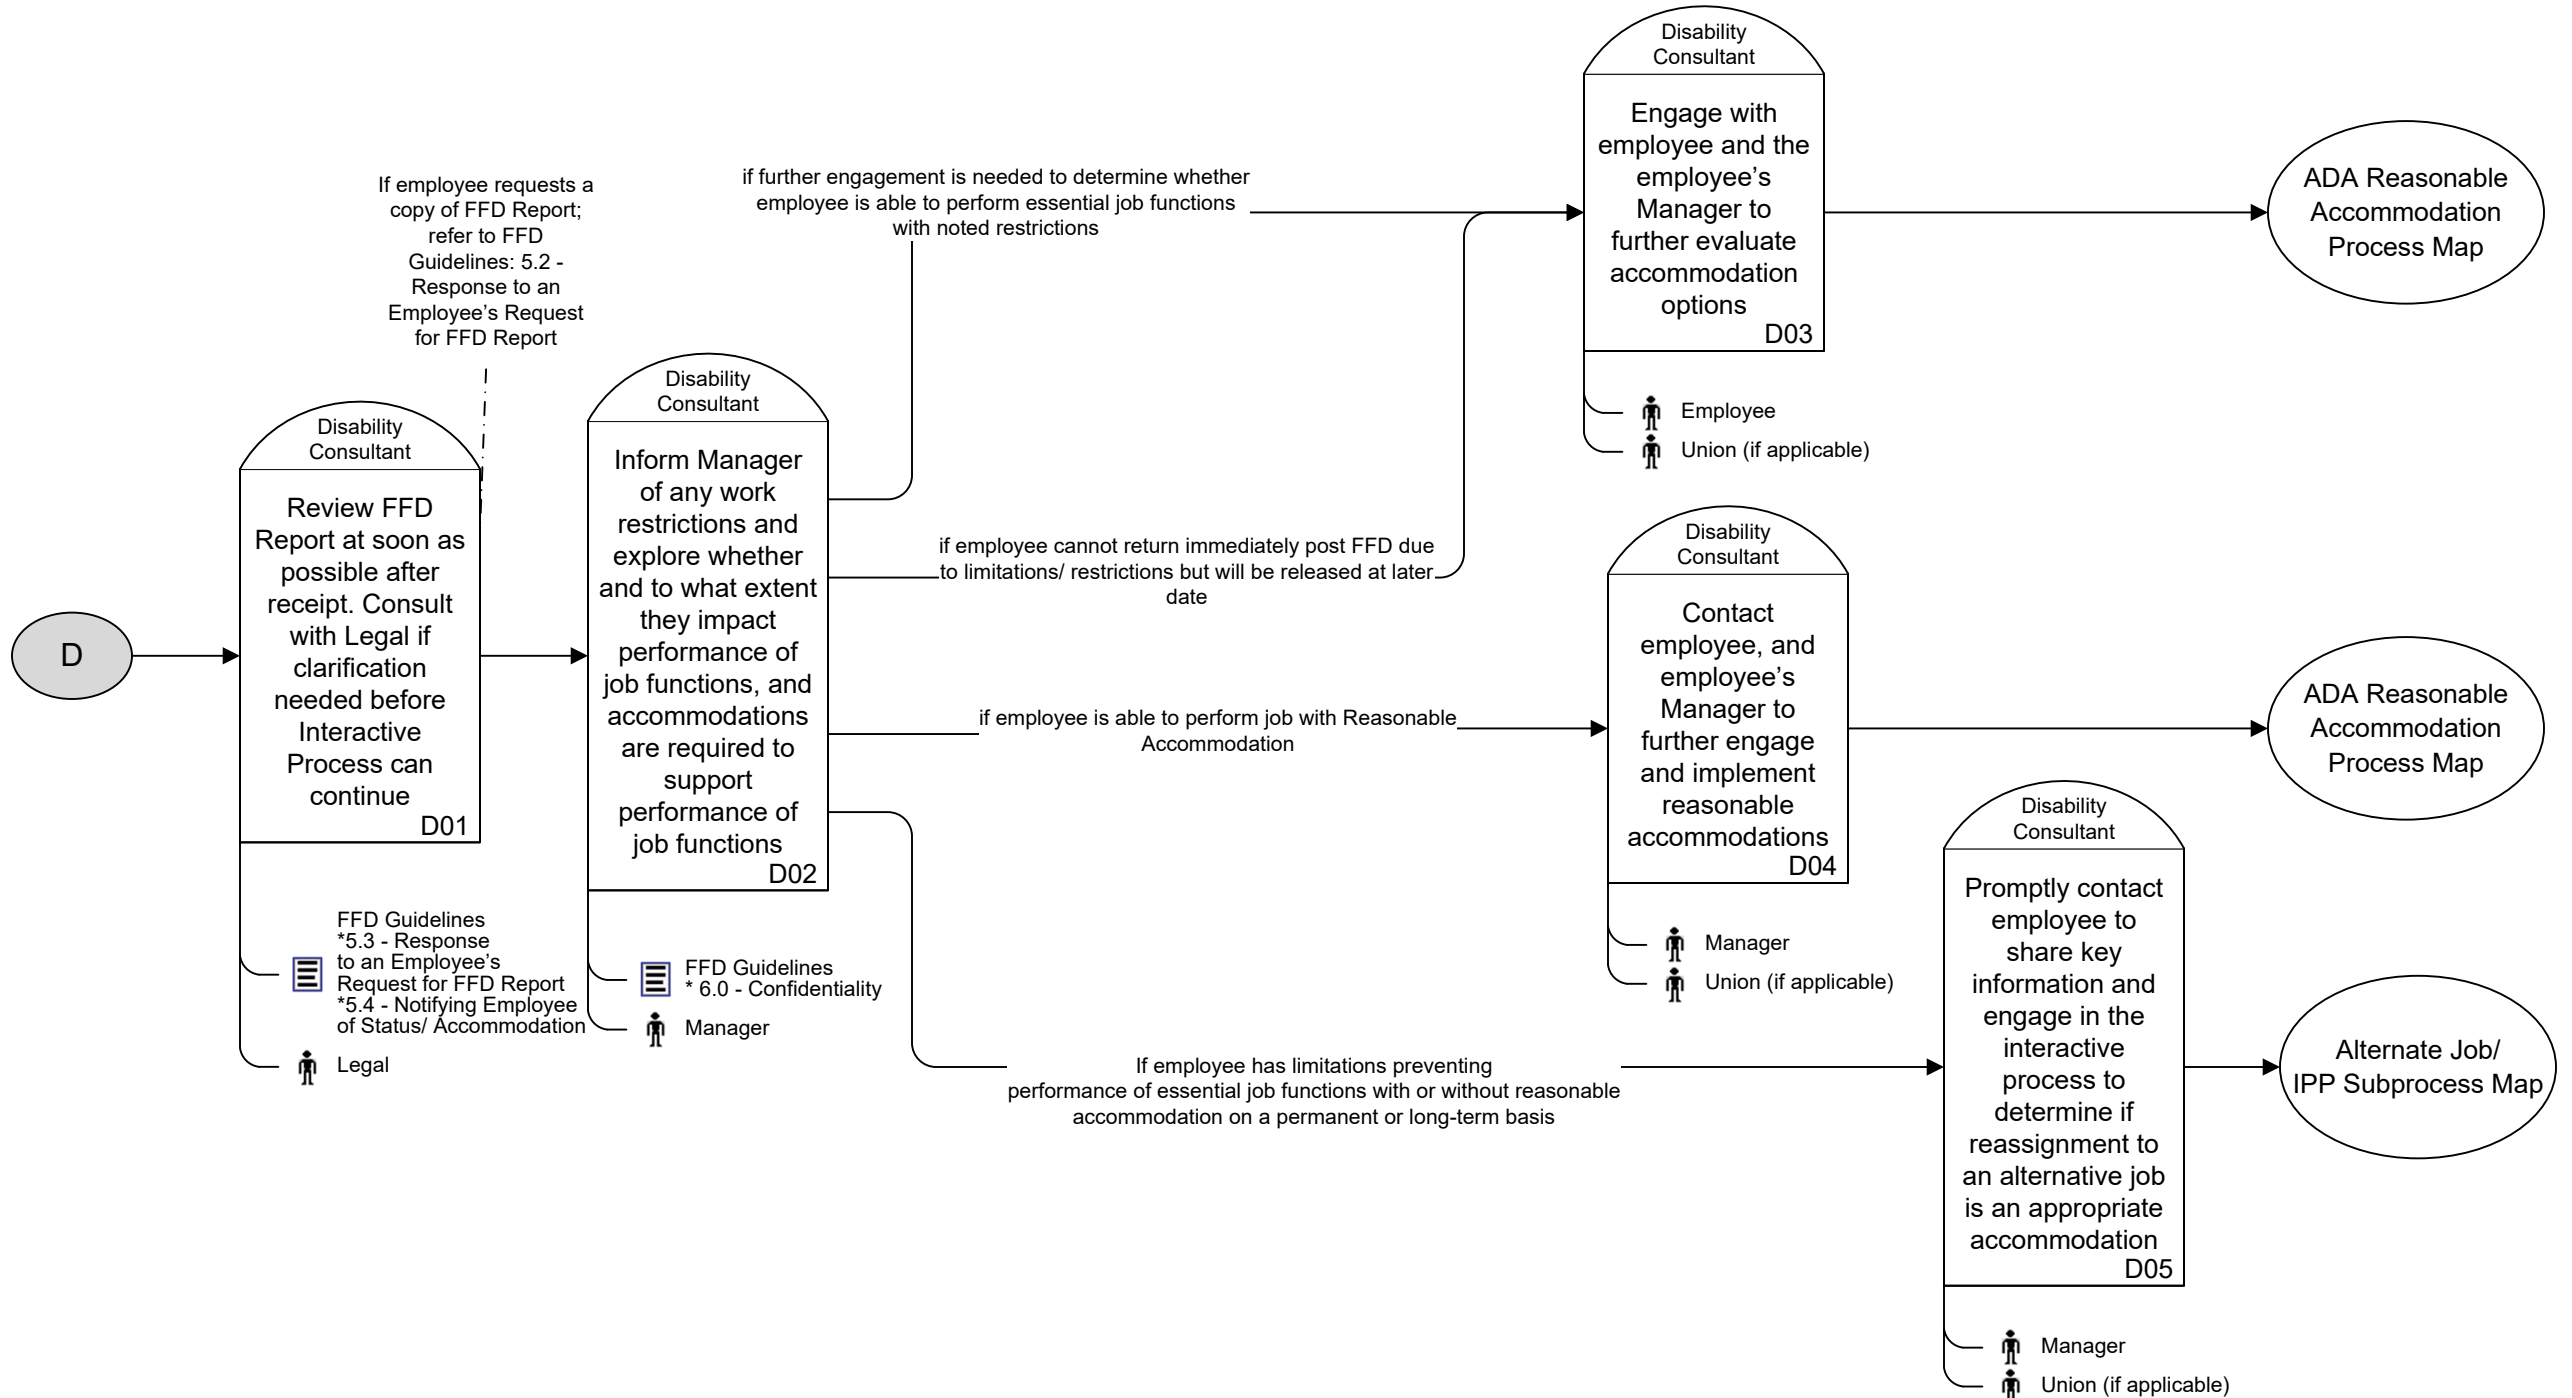 D
Disability
Consultant
Review FFD
Report at soon as
possible after
receipt. Consult
with Legal if
clarification
needed before
Interactive
Process can
continue
D01
If employee requests a
copy of FFD Report;
refer to FFD
Guidelines: 5.2 -
Response to an
Employee’s Request
for FFD Report
FFD Guidelines
*5.3 - Response
to an Employee’s
Request for FFD Report
*5.4 - Notifying Employee
of Status/ Accommodation
Legal
Disability
Consultant
Inform Manager
of any work
restrictions and
explore whether
and to what extent
they impact
performance of
job functions, and
accommodations
are required to
support
performance of
job functions
D02
FFD Guidelines
* 6.0 - Confidentiality
Manager
if further engagement is needed to determine whether
employee is able to perform essential job functions
with noted restrictions
if employee cannot return immediately post FFD due
to limitations/ restrictions but will be released at later
date
if employee is able to perform job with Reasonable
Accommodation
If employee has limitations preventing
performance of essential job functions with or without reasonable
accommodation on a permanent or long-term basis
Disability
Consultant
Engage with
employee and the
employee’s
Manager to
further evaluate
accommodation
options
D03
Employee
Union (if applicable)
ADA Reasonable
Accommodation
Process Map
Disability
Consultant
Contact
employee, and
employee’s
Manager to
further engage
and implement
reasonable
accommodations
D04
Manager
Union (if applicable)
ADA Reasonable
Accommodation
Process Map
Disability
Consultant
Promptly contact
employee to
share key
information and
engage in the
interactive
process to
determine if
reassignment to
an alternative job
is an appropriate
accommodation
D05
Manager
Union (if applicable)
Alternate Job/
IPP Subprocess Map